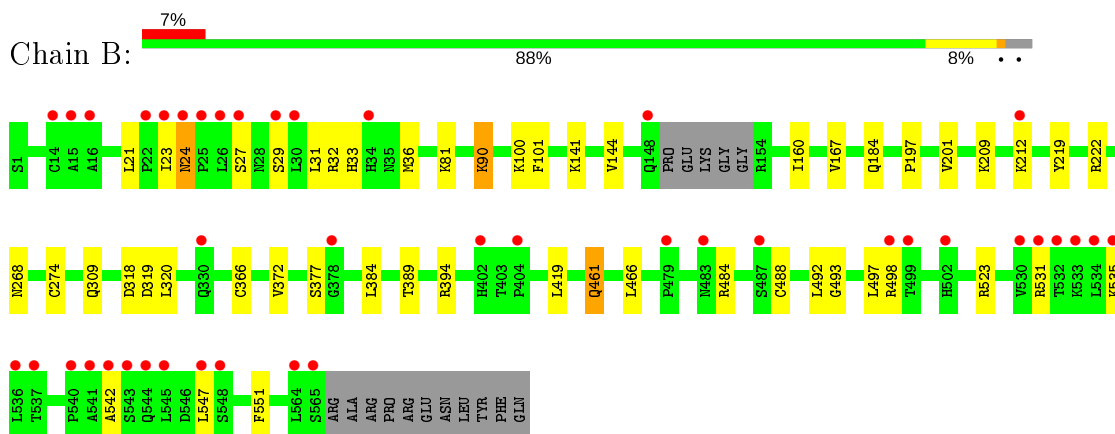 7%
Chain B:
88%
8%
• •
S1 C14 A15 A16 L21 P22 I23 N24 P25 L26 S27 N28 S29 L30 L31 R32 H33 H34 N35 M36 K81 K90 K100 F101 K141 V144 Q148 PRO GLU LYS GLY GLY R154 I160 V167 Q184 P197 V201 K209 K212 Y219 R222
N268 C274 Q309 D318 D319 L320 Q330 C366 V372 S377 G378 L384 T389 R394 H402 T403 P404 L419 Q461 L466 P479 N483 R484 S487 C488 L492 G493 L497 R498 T499 H502 R523 V530 R531 T532 K533 L534 K535
L536 T537 P540 A541 A542 S543 Q544 L545 D546 L547 S548 F551 L564 S565 ARG ALA ARG PRO ARG GLU ASN LEU TYR PHE GLN